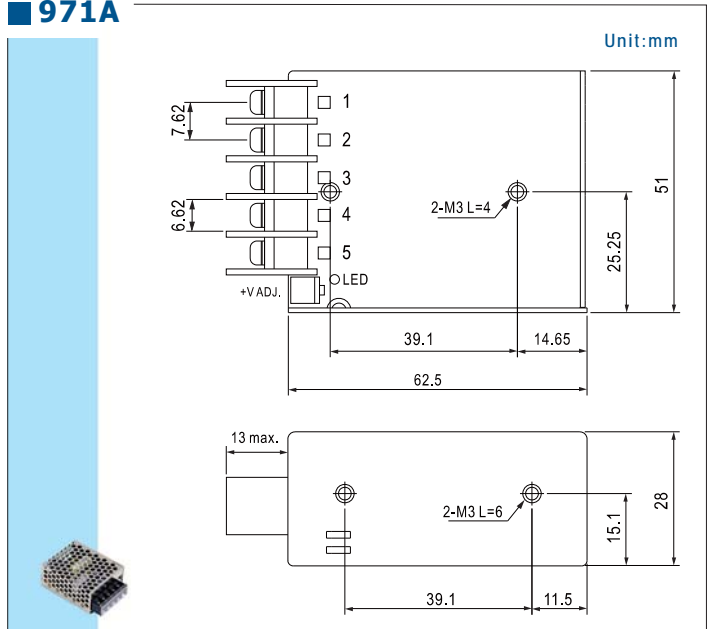 971A
Unit:mm
7.62
6.62
1
2
3
4
5
2-M3 L=4
51
25.25
LED
+V ADJ.
39.1
14.65
62.5
13 max.
2-M3 L=6
28
15.1
39.1
11.5